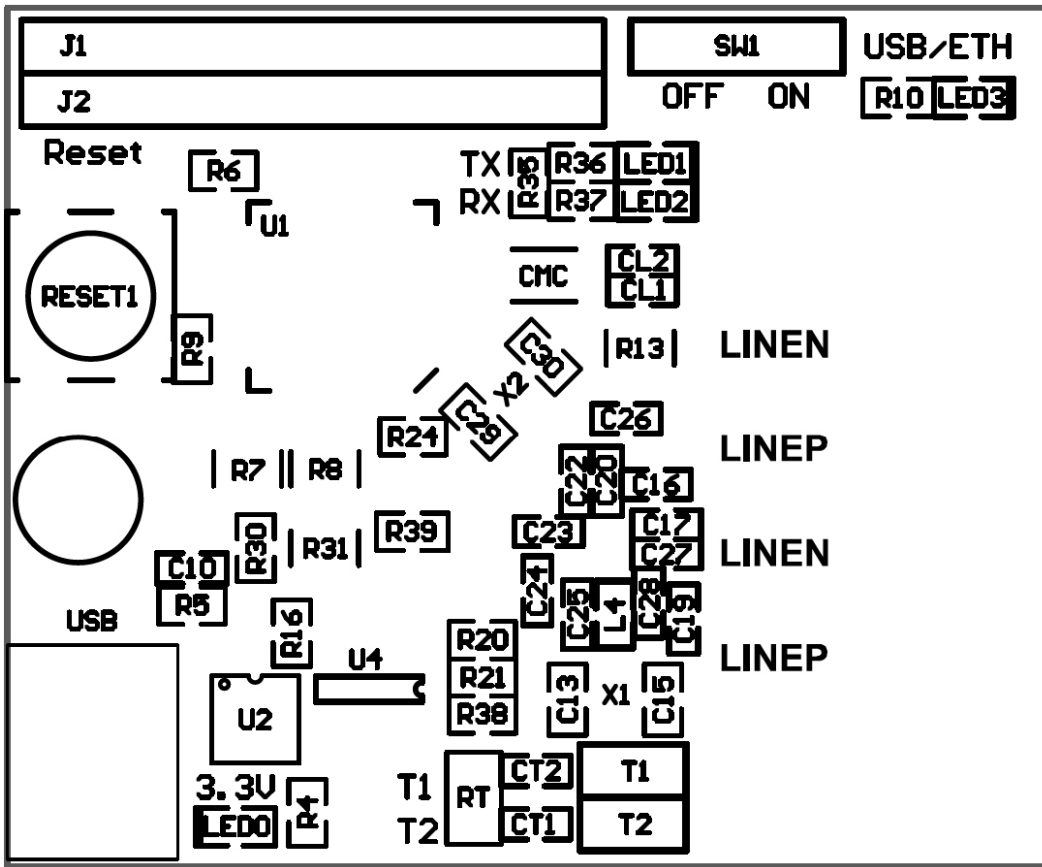 J1
SW1
USB/ETH
J2
OFF ON
R10 LED3
Reset
R6
TX
R35
R36
LED1
RX
R37
LED2
U1
CMC
CL2
CL1
RESET1
R9
C30
R13
LINEN
X2
C29
R24
C26
LINEP
R7
R8
C22
C20
C16
R30
R31
R39
C23
C17
C27
LINEN
C10
R5
C24
C25
L4
C28
C19
USB
R16
U4
R20
R21
R38
LINEP
U2
C13
X1
C15
3.3V
LED0
R4
T1
T2
RT
CT2
CT1
T1
T2